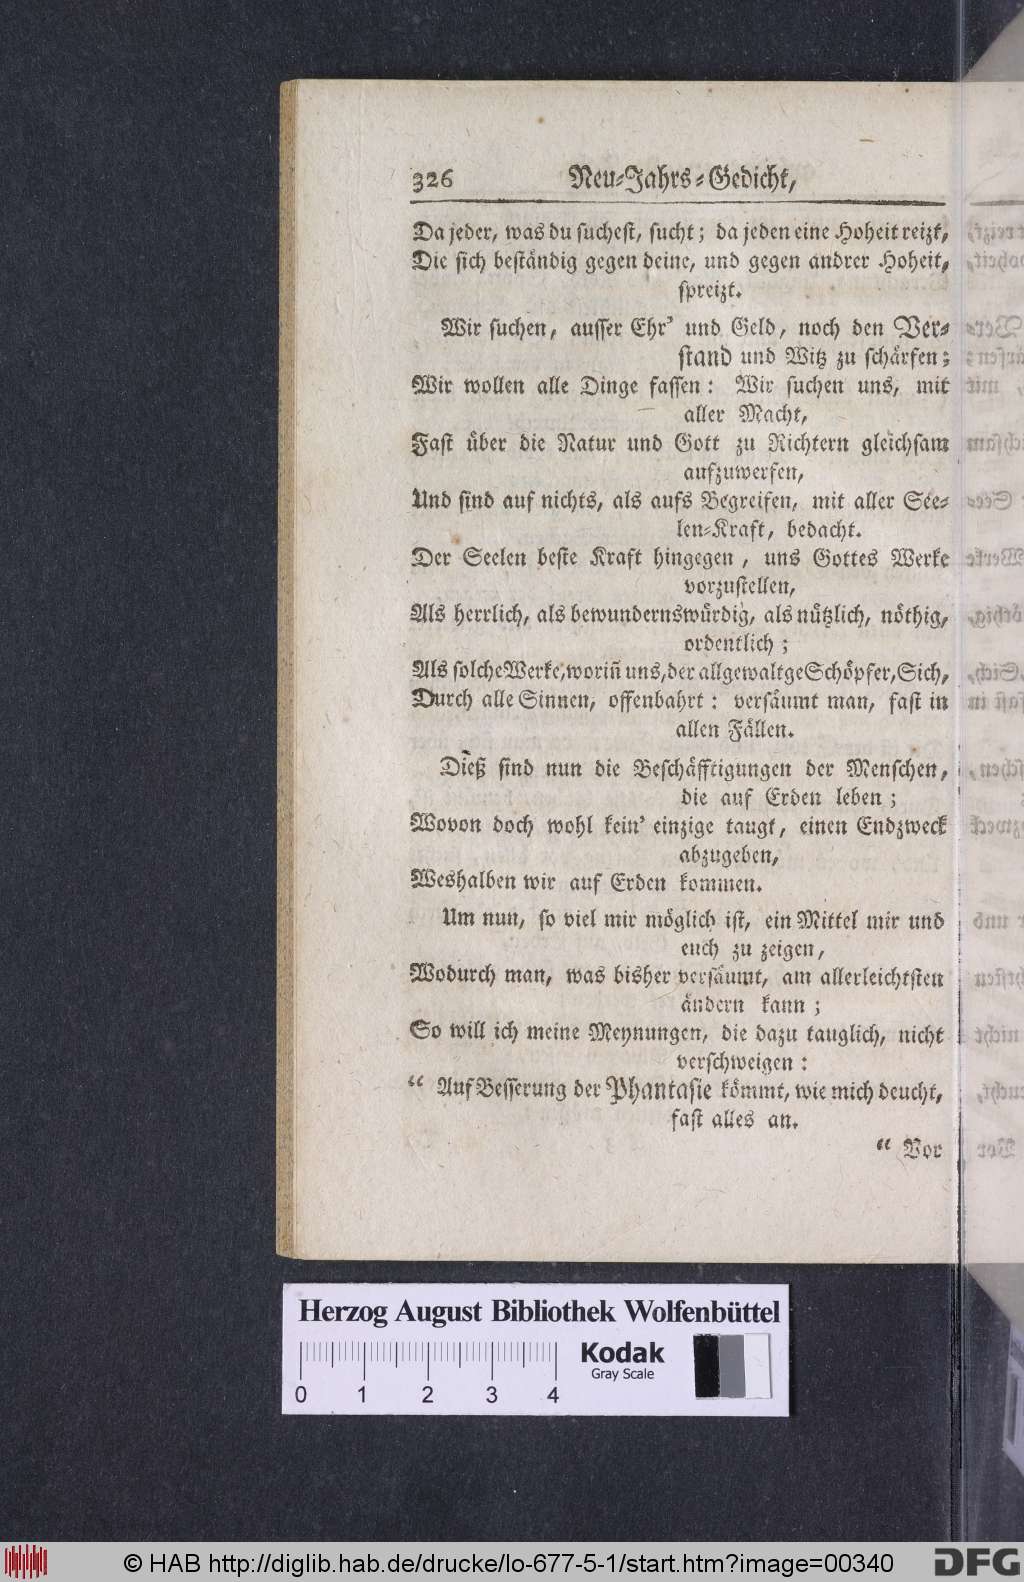 326 Neu-Jahrs-Gedicht,
Da jeder, was du suchest, sucht; da jeden eine Hoheit reizt,
Die sich beständig gegen deine, und gegen andrer Hoheit,
spreizt.
Wir suchen, ausser Ehr' und Geld, noch den Ver-
stand und Witz zu schärfen;
Wir wollen alle Dinge fassen: Wir suchen uns, mit
aller Macht,
Fast über die Natur und Gott zu Richtern gleichsam
aufzuwerfen,
Und sind auf nichts, als aufs Begreifen, mit aller See-
len-Kraft, bedacht.
Der Seelen beste Kraft hingegen, uns Gottes Werke
vorzustellen,
Als herrlich, als bewundernswürdig, als nützlich, nöthig,
ordentlich;
Als solche Werke, woriñ uns, der allgewaltge Schöpfer, Sich,
Durch alle Sinnen, offenbahrt: versäumt man, fast in
allen Fällen.
Dieß sind nun die Beschäfftigungen der Menschen,
die auf Erden leben;
Wovon doch wohl kein' einzige taugt, einen Endzweck
abzugeben,
Weshalben wir auf Erden kommen.
Um nun, so viel mir möglich ist, ein Mittel mir und
euch zu zeigen,
Wodurch man, was bisher versäumt, am allerleichtsten
ändern kann;
So will ich meine Meynungen, die dazu tauglich, nicht
verschweigen:
“ Auf Besserung der Phantasie kömmt, wie mich deucht,
fast alles an.
“ Vor
Herzog August Bibliothek Wolfenbüttel
Kodak
Gray Scale
0 1 2 3 4
© HAB http://diglib.hab.de/drucke/lo-677-5-1/start.htm?image=00340
DFG